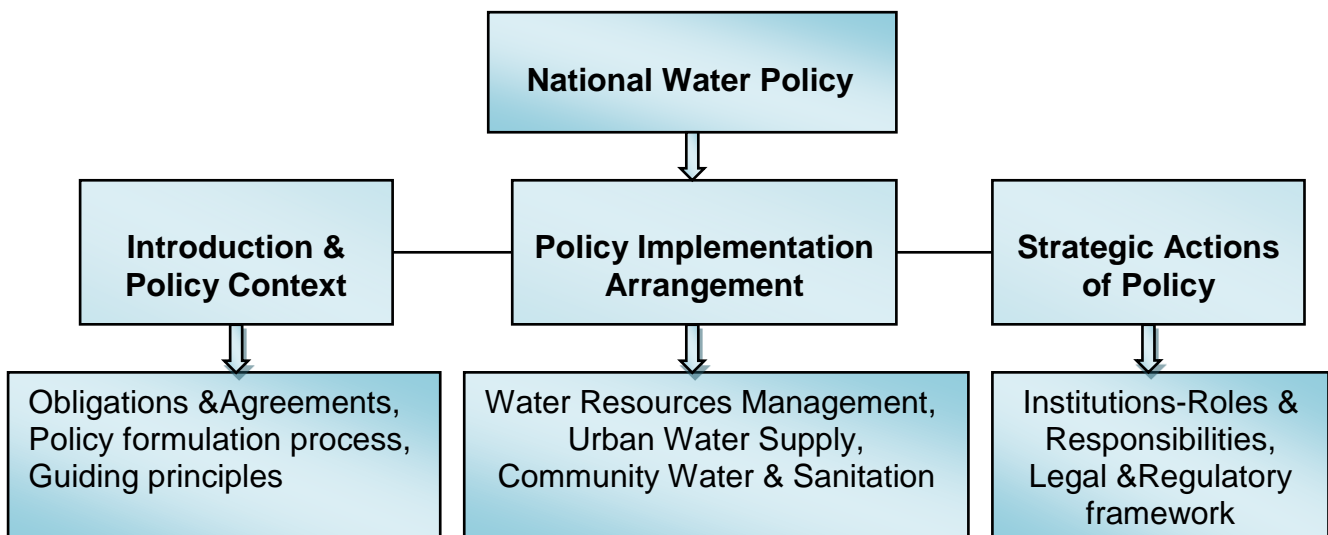 National Water Policy
Introduction &
Policy Context
Policy Implementation
Arrangement
Strategic Actions
of Policy
Obligations &Agreements,
Policy formulation process,
Guiding principles
Water Resources Management,
Urban Water Supply,
Community Water & Sanitation
Institutions-Roles &
Responsibilities,
Legal &Regulatory
framework